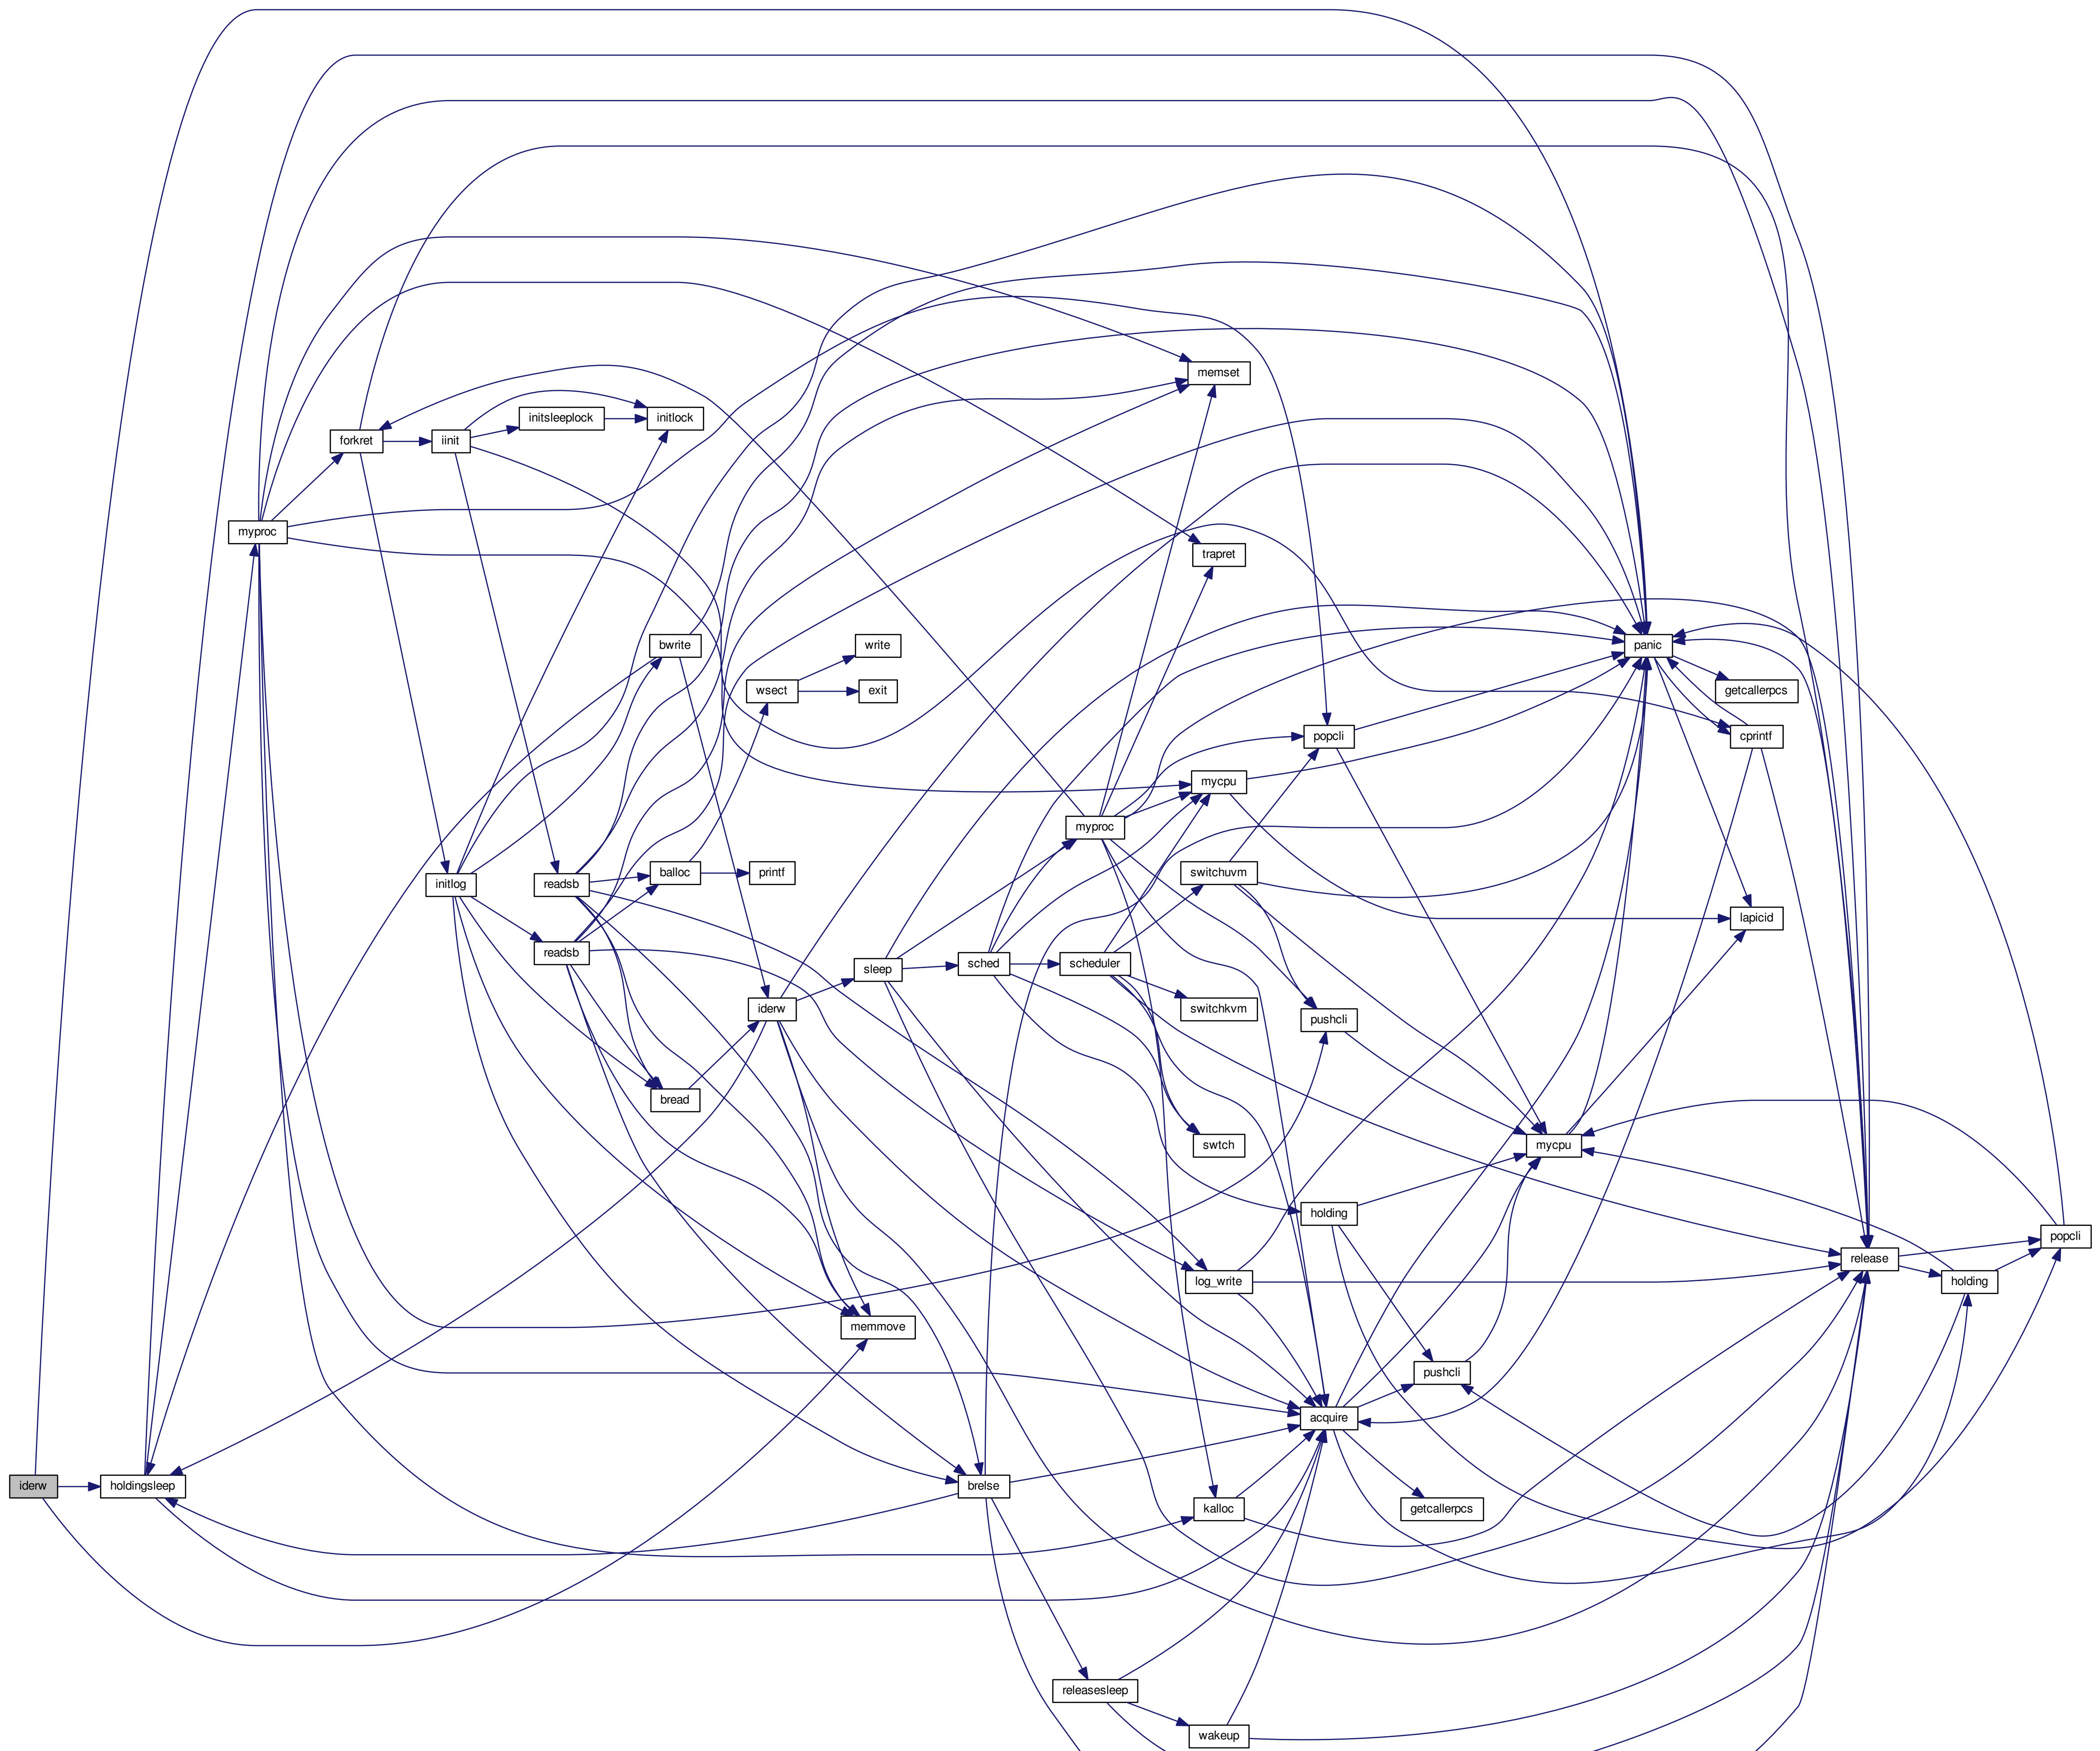 memset
initsleeplock
initlock
forkret
iinit
myproc
trapret
bwrite
write
panic
wsect
exit
getcallerpcs
popcli
cprintf
mycpu
myproc
initlog
readsb
balloc
printf
switchuvm
lapicid
readsb
sleep
sched
scheduler
iderw
switchkvm
pushcli
bread
swtch
mycpu
holding
popcli
release
log_write
holding
memmove
pushcli
acquire
iderw
holdingsleep
brelse
kalloc
getcallerpcs
releasesleep
wakeup